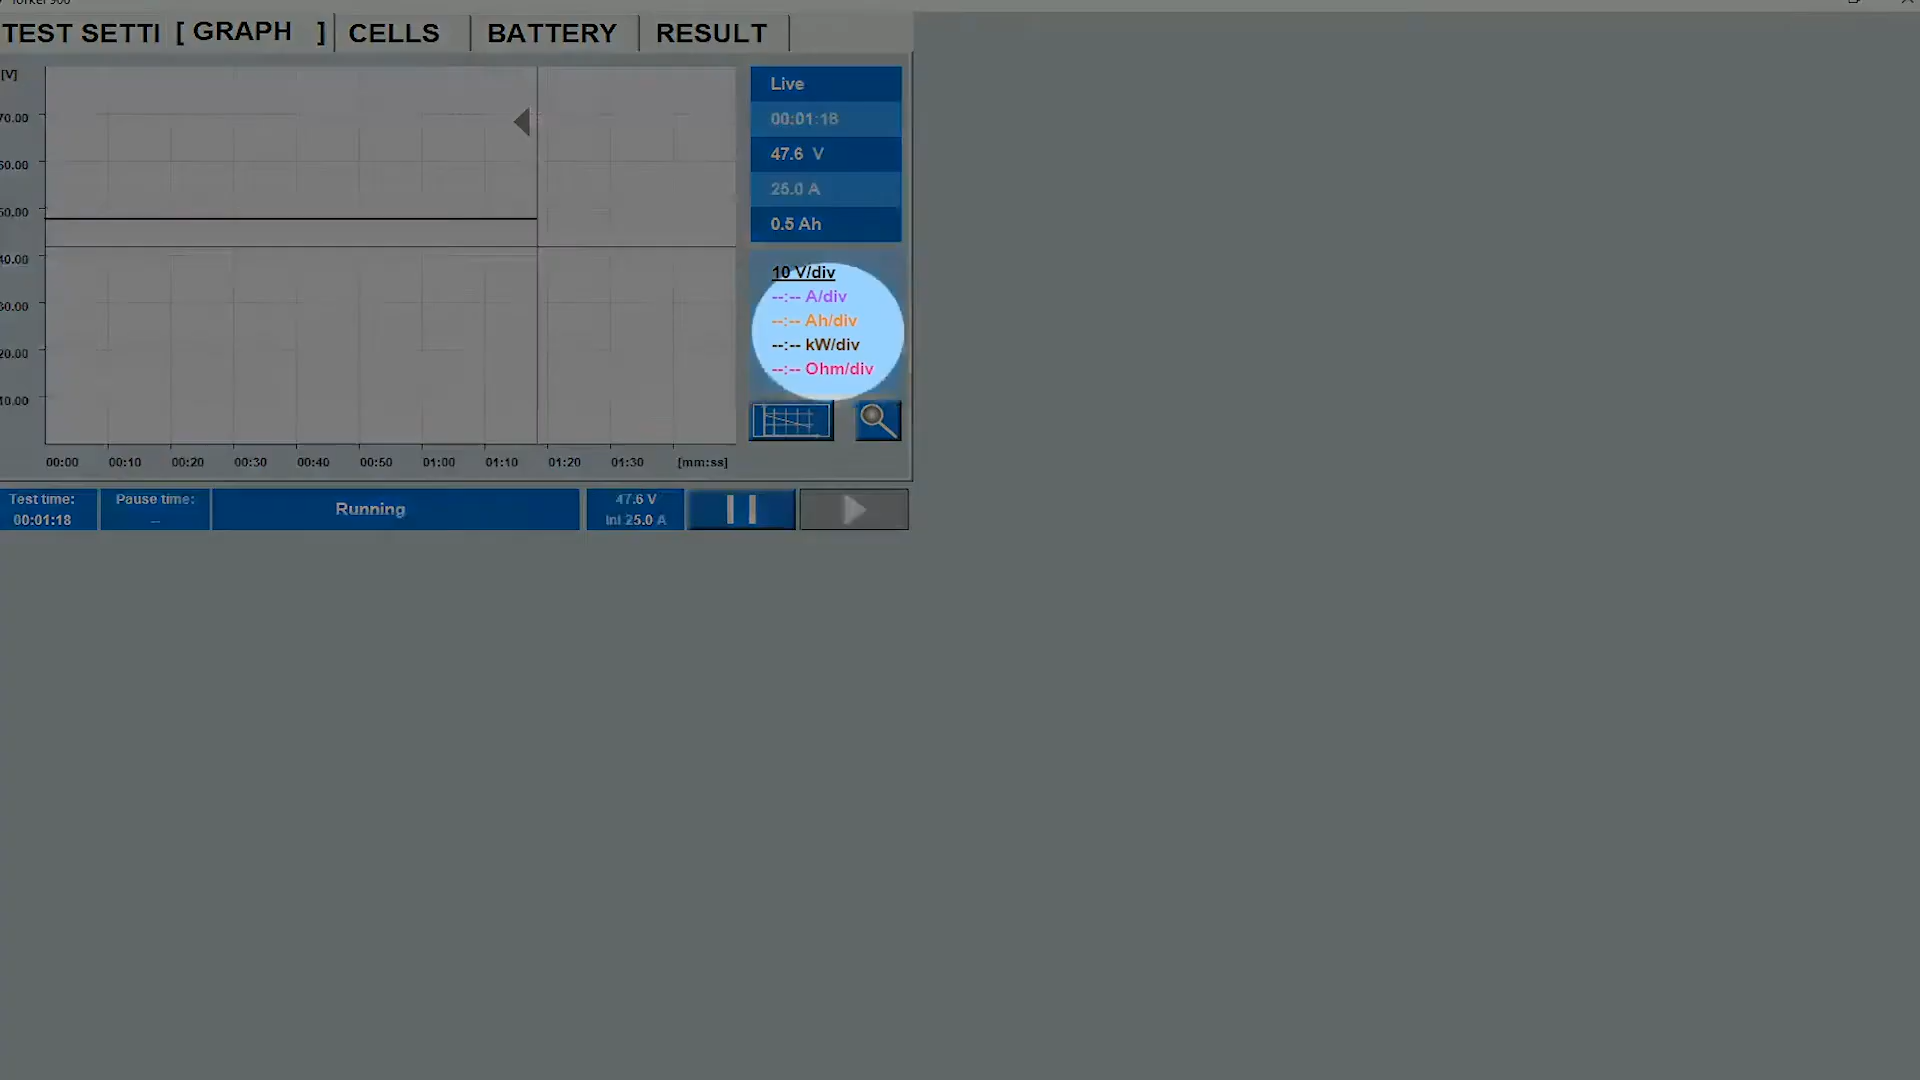 TEST SETTI [ GRAPH ] CELLS BATTERY RESULT
[V]
70.00
60.00
50.00
40.00
30.00
20.00
10.00
00:00 00:10 00:20 00:30 00:40 00:50 01:00 01:10 01:20 01:30 [mm:ss]
Live
00:01:18
47.6 V
25.0 A
0.5 Ah
10 V/div
--:-- A/div
--:-- Ah/div
--:-- kW/div
--:-- Ohm/div
Test time:
00:01:18
Pause time:
--
Running
47.6 V
Int 25.0 A